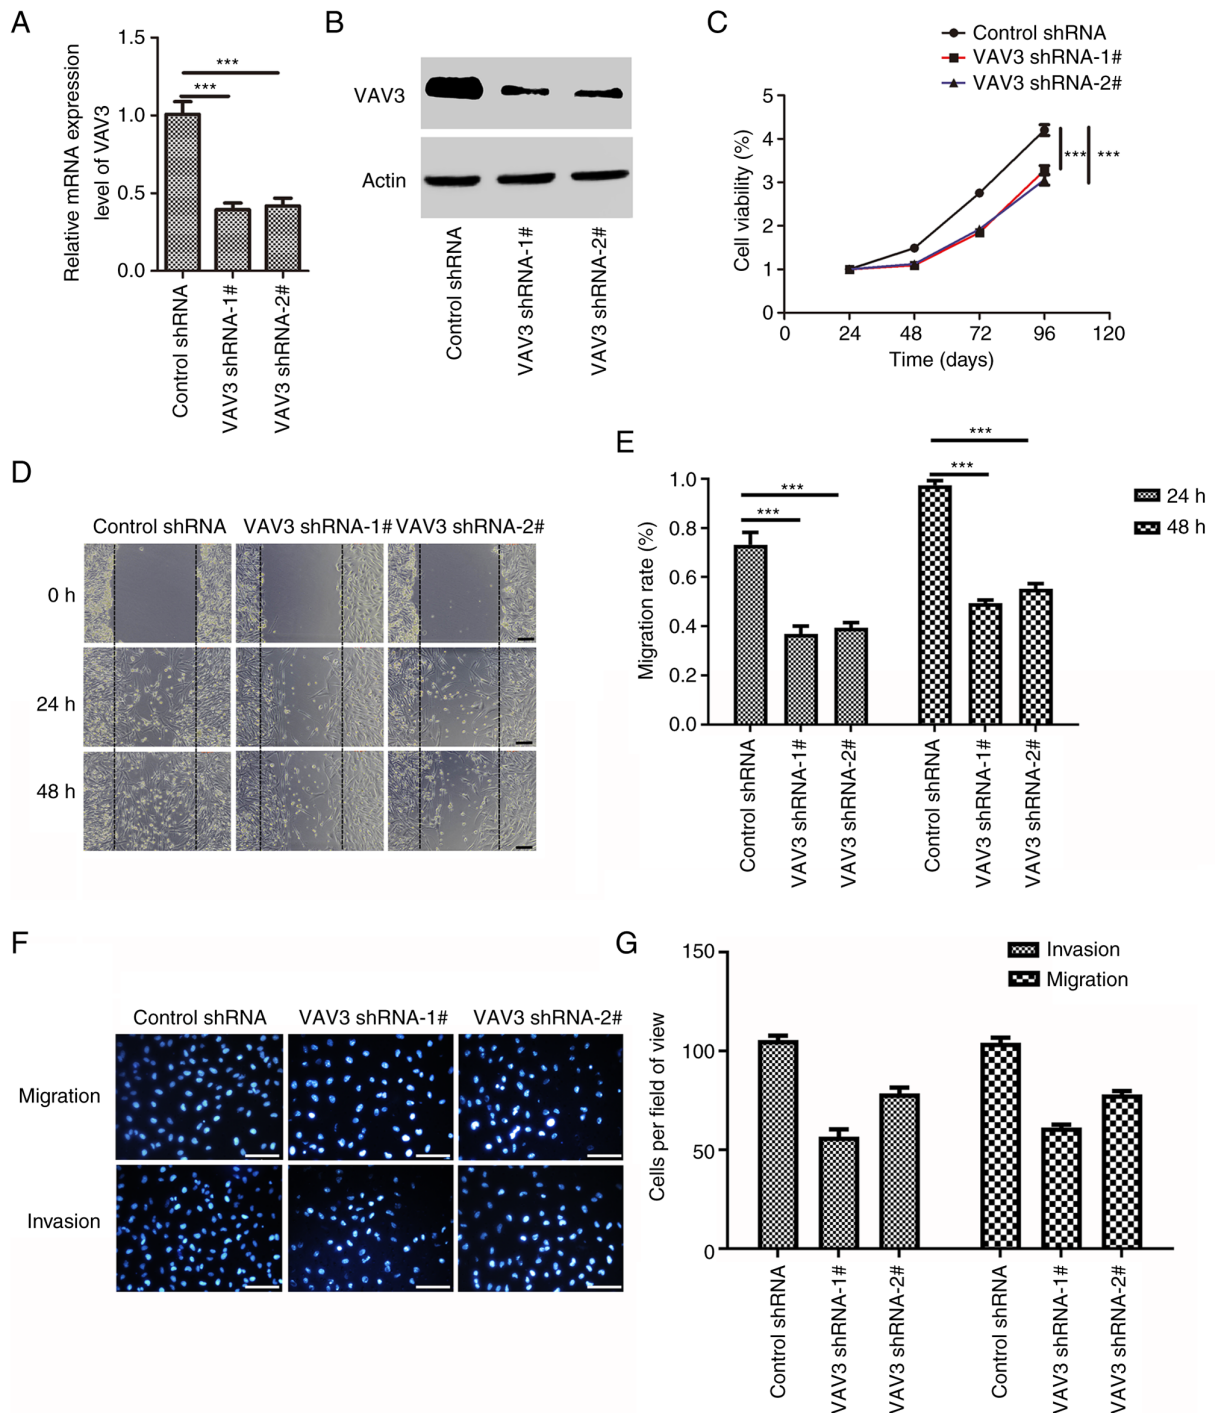 A
Relative mRNA expression
level of VAV3
1.5
1.0
0.5
0.0
***
***
Control shRNA
VAV3 shRNA-1#
VAV3 shRNA-2#
B
VAV3
Actin
Control shRNA
VAV3 shRNA-1#
VAV3 shRNA-2#
C
Control shRNA
VAV3 shRNA-1#
VAV3 shRNA-2#
Cell viability (%)
5
4
3
2
1
0
*** ***
0 24 48 72 96 120
Time (days)
D
Control shRNA VAV3 shRNA-1# VAV3 shRNA-2#
0 h
24 h
48 h
E
Migration rate (%)
1.0
0.8
0.6
0.4
0.2
0.0
***
***
***
***
24 h
48 h
Control shRNA
VAV3 shRNA-1#
VAV3 shRNA-2#
Control shRNA
VAV3 shRNA-1#
VAV3 shRNA-2#
F
Control shRNA VAV3 shRNA-1# VAV3 shRNA-2#
Migration
Invasion
G
Cells per field of view
150
100
50
0
Invasion
Migration
Control shRNA
VAV3 shRNA-1#
VAV3 shRNA-2#
Control shRNA
VAV3 shRNA-1#
VAV3 shRNA-2#